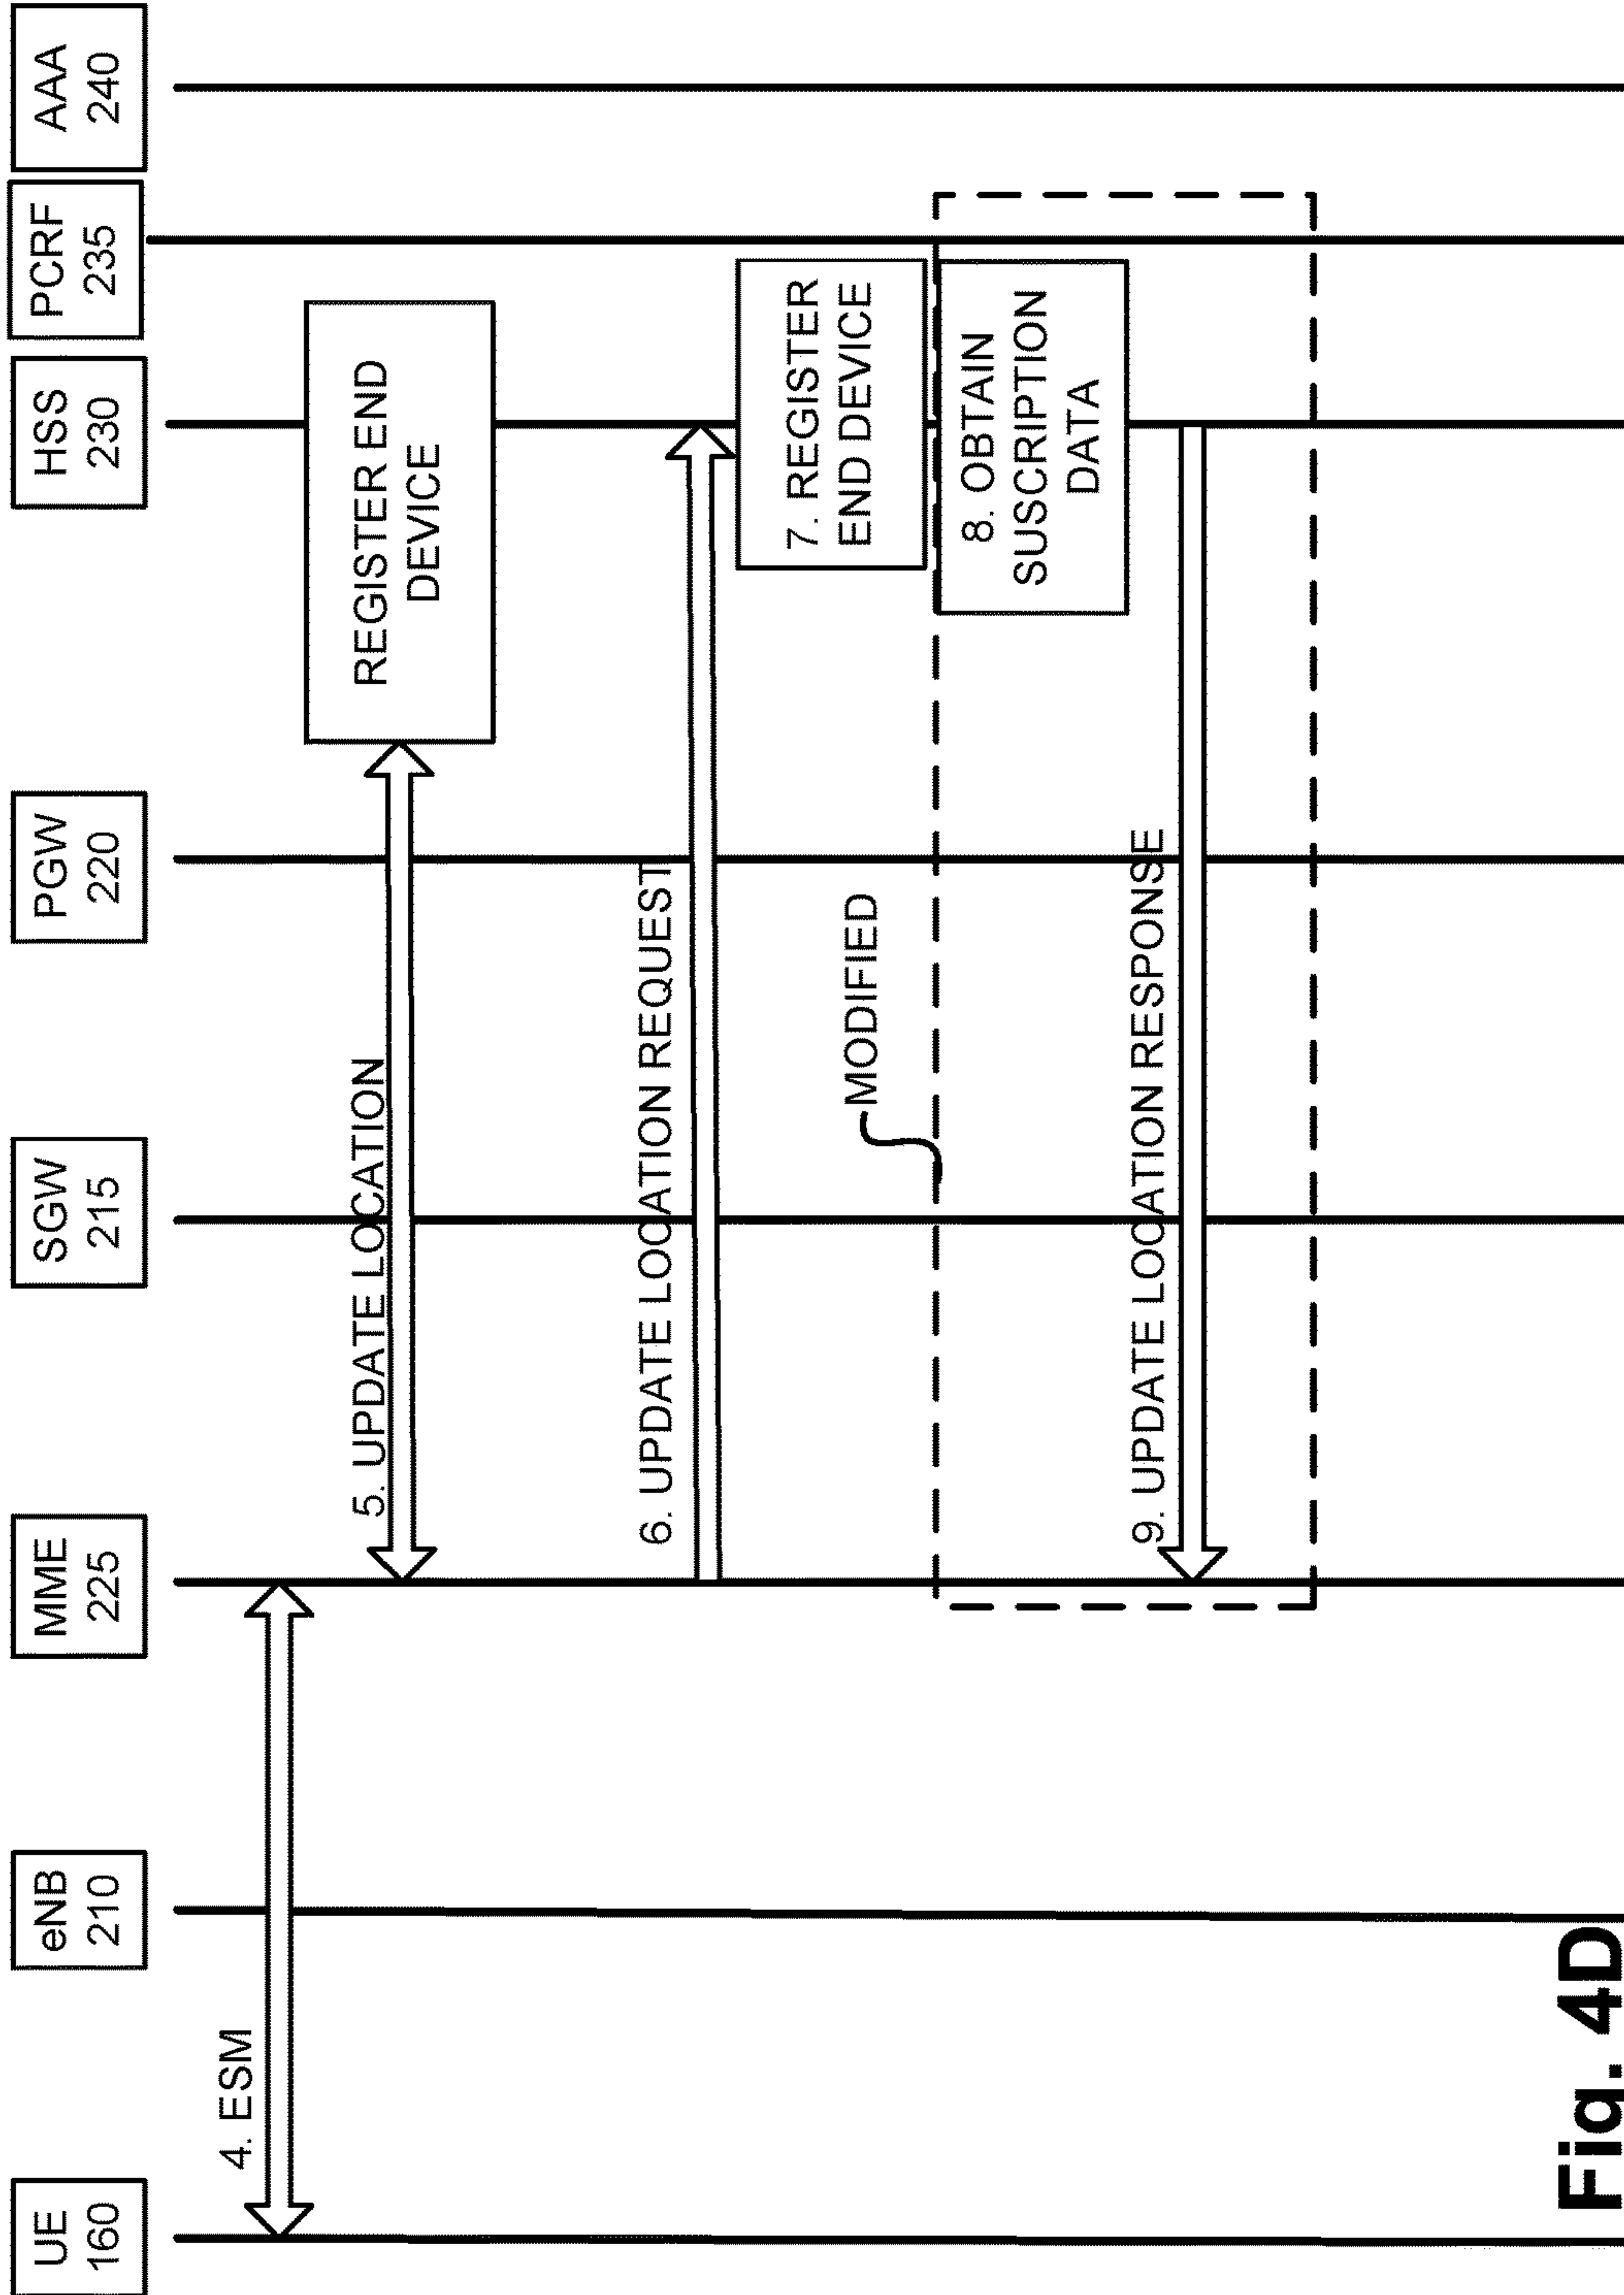 UE
160
eNB
210
MME
225
SGW
215
PGW
220
HSS
230
PCRF
235
AAA
240
4. ESM
5. UPDATE LOCATION
REGISTER END
DEVICE
6. UPDATE LOCATION REQUEST
7. REGISTER
END DEVICE
MODIFIED
8. OBTAIN
SUSCRIPTION
DATA
9. UPDATE LOCATION RESPONSE
Fig. 4D